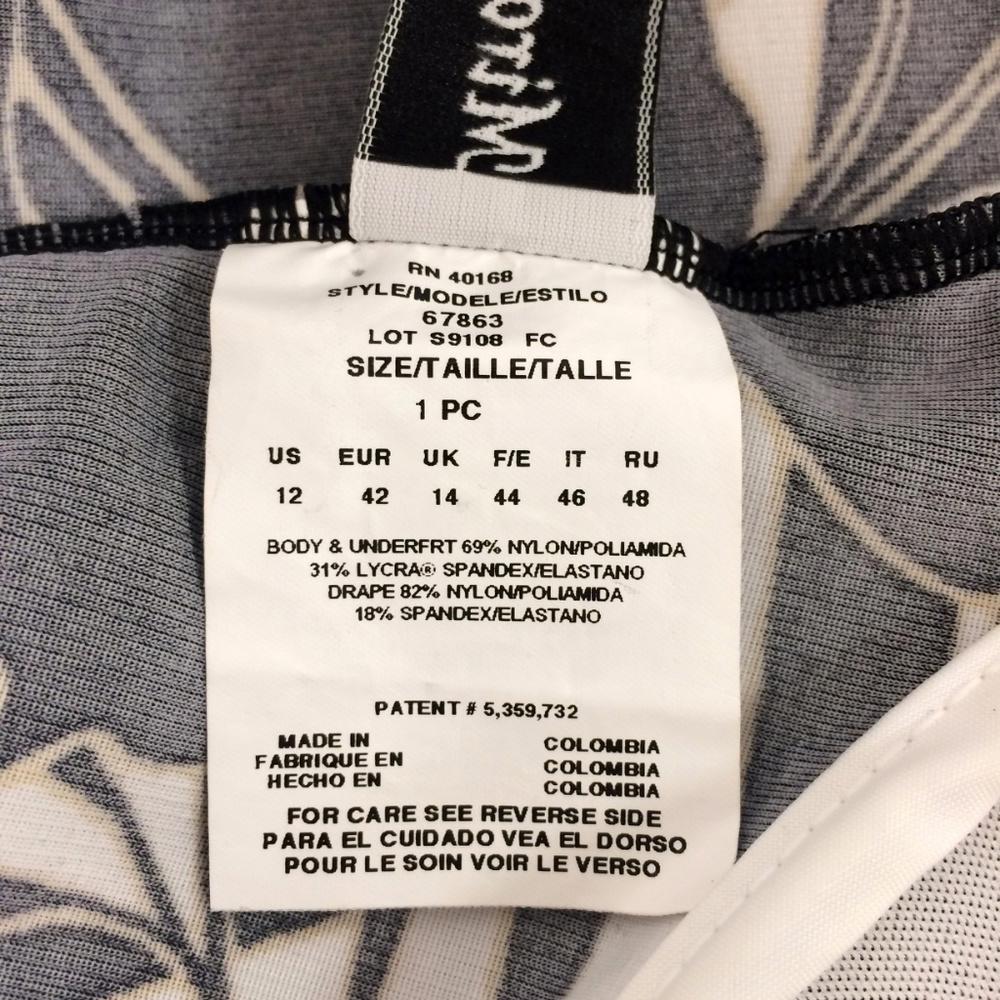 RN 40168
STYLE/MODELE/ESTILO
67863
LOT S9108 FC
SIZE/TAILLE/TALLE
1 PC
US EUR UK F/E IT RU
12 42 14 44 46 48
BODY & UNDERFRT 69% NYLON/POLIAMIDA
31% LYCRA® SPANDEX/ELASTANO
DRAPE 82% NYLON/POLIAMIDA
18% SPANDEX/ELASTANO
PATENT # 5,359,732
MADE IN COLOMBIA
FABRIQUE EN COLOMBIA
HECHO EN COLOMBIA
FOR CARE SEE REVERSE SIDE
PARA EL CUIDADO VEA EL DORSO
POUR LE SOIN VOIR LE VERSO